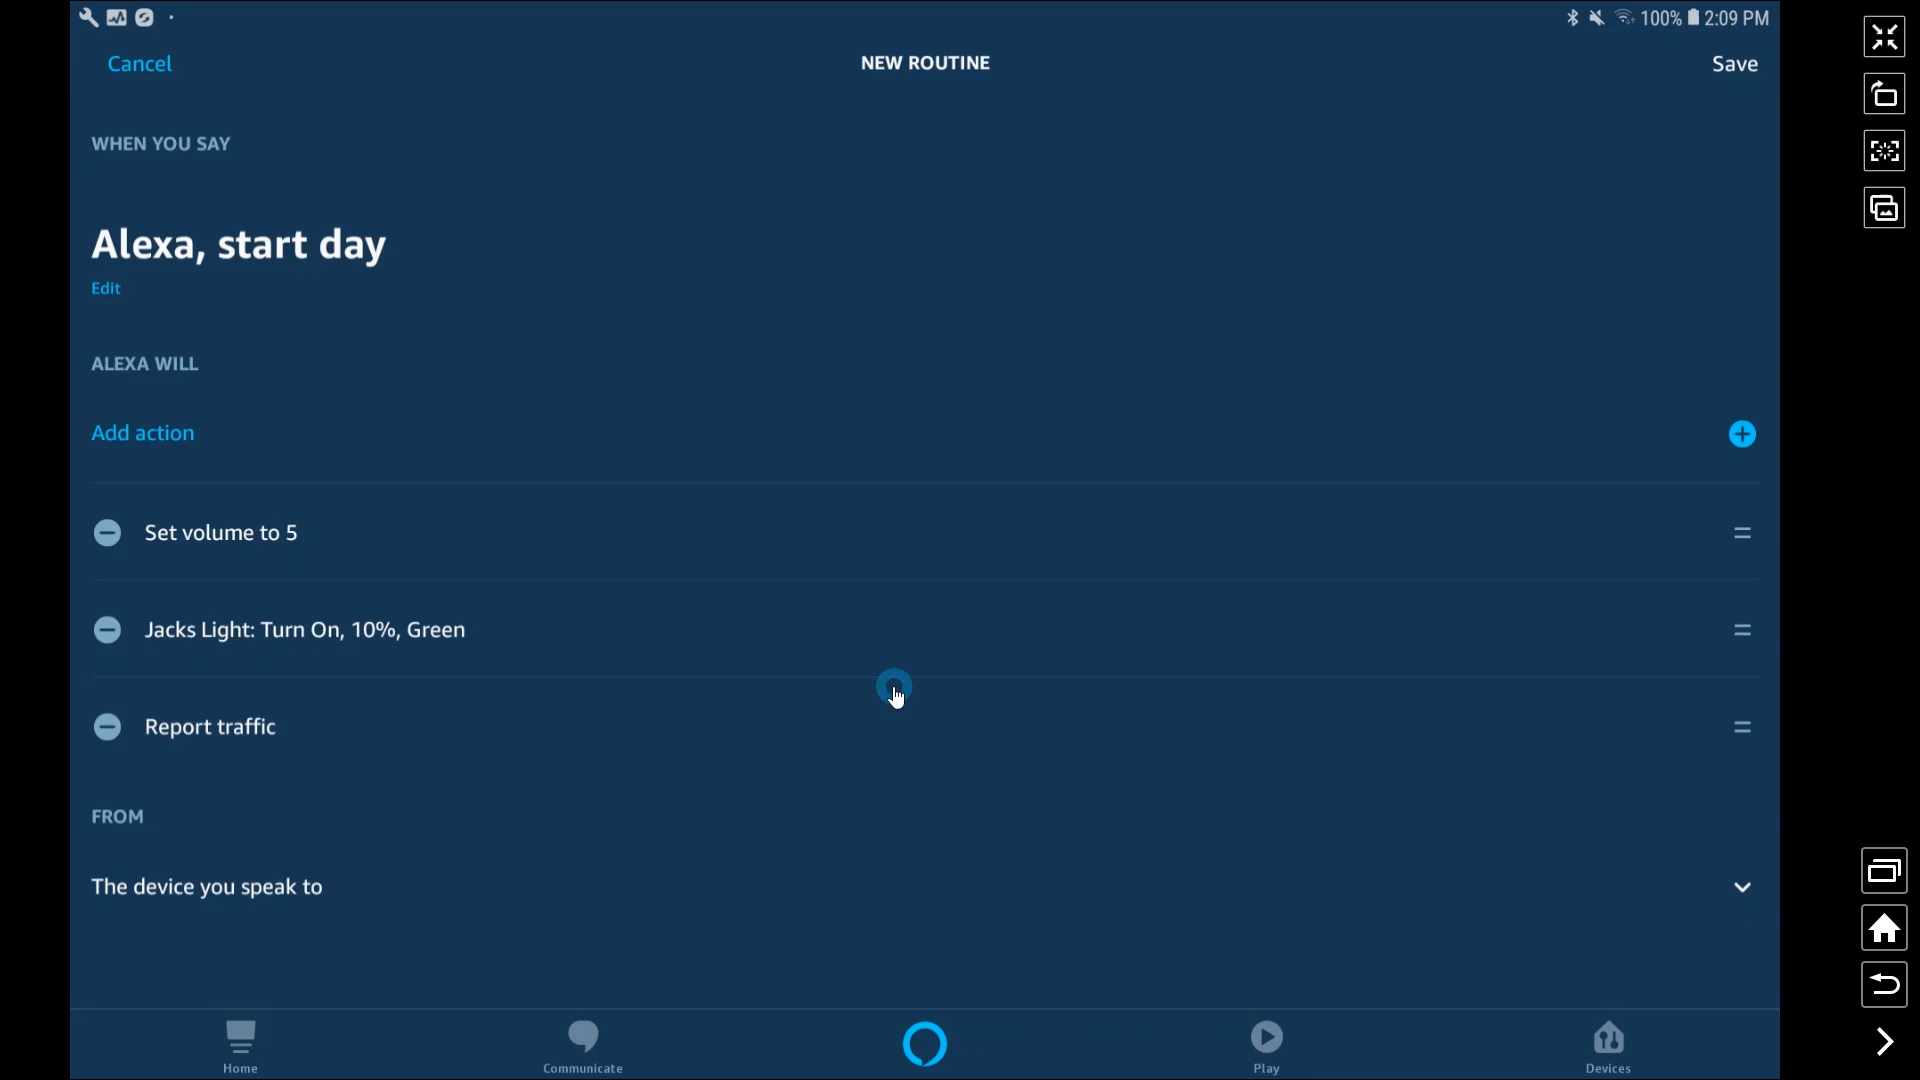 100% 2:09 PM
Cancel NEW ROUTINE Save
WHEN YOU SAY
Alexa, start day
Edit
ALEXA WILL
Add action
Set volume to 5
Jacks Light: Turn On, 10%, Green
Report traffic
FROM
The device you speak to
Home Communicate Play Devices